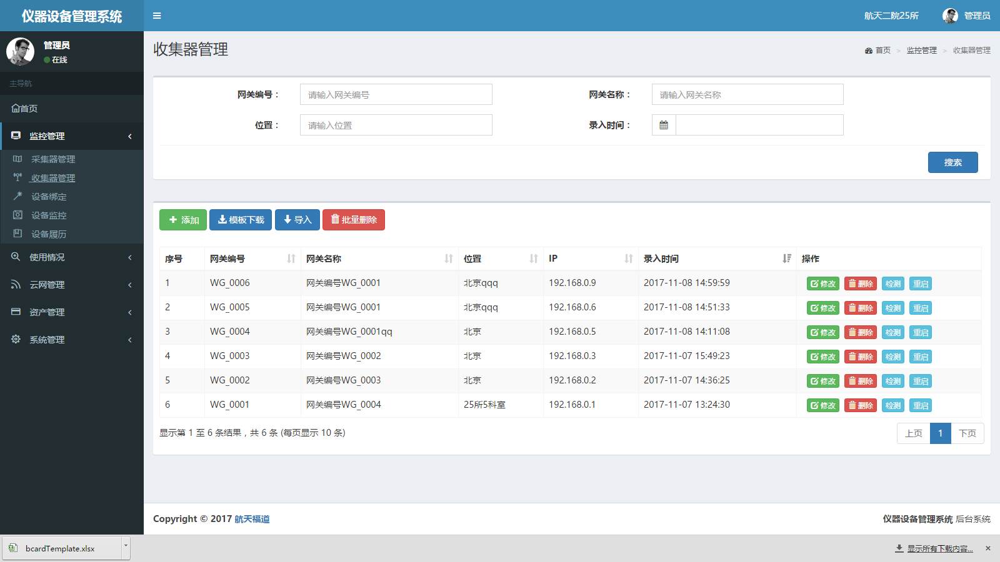 仪器设备管理系统
航天二院25所 管理员
管理员
在线
主导航
首页
监控管理
采集器管理
收集器管理
设备绑定
设备监控
设备履历
使用情况
云网管理
资产管理
系统管理
收集器管理
首页 > 监控管理 > 收集器管理
网关编号： 请输入网关编号 网关名称： 请输入网关名称
位置： 请输入位置 录入时间：
搜索
添加 模板下载 导入 批量删除
序号 网关编号 网关名称 位置 IP 录入时间 操作
1 WG_0006 网关编号WG_0001 北京qqq 192.168.0.9 2017-11-08 14:59:59 修改 删除 检测 重启
2 WG_0005 网关编号WG_0001 北京qqq 192.168.0.6 2017-11-08 14:51:33 修改 删除 检测 重启
3 WG_0004 网关编号WG_0001qq 北京 192.168.0.5 2017-11-08 14:11:08 修改 删除 检测 重启
4 WG_0003 网关编号WG_0002 北京 192.168.0.3 2017-11-07 15:49:23 修改 删除 检测 重启
5 WG_0002 网关编号WG_0003 北京 192.168.0.2 2017-11-07 14:36:25 修改 删除 检测 重启
6 WG_0001 网关编号WG_0004 25所5科室 192.168.0.1 2017-11-07 13:24:30 修改 删除 检测 重启
显示第 1 至 6 条结果，共 6 条 (每页显示 10 条)
上页 1 下页
Copyright © 2017 航天福道
仪器设备管理系统 后台系统
bcardTemplate.xlsx
显示所有下载内容...